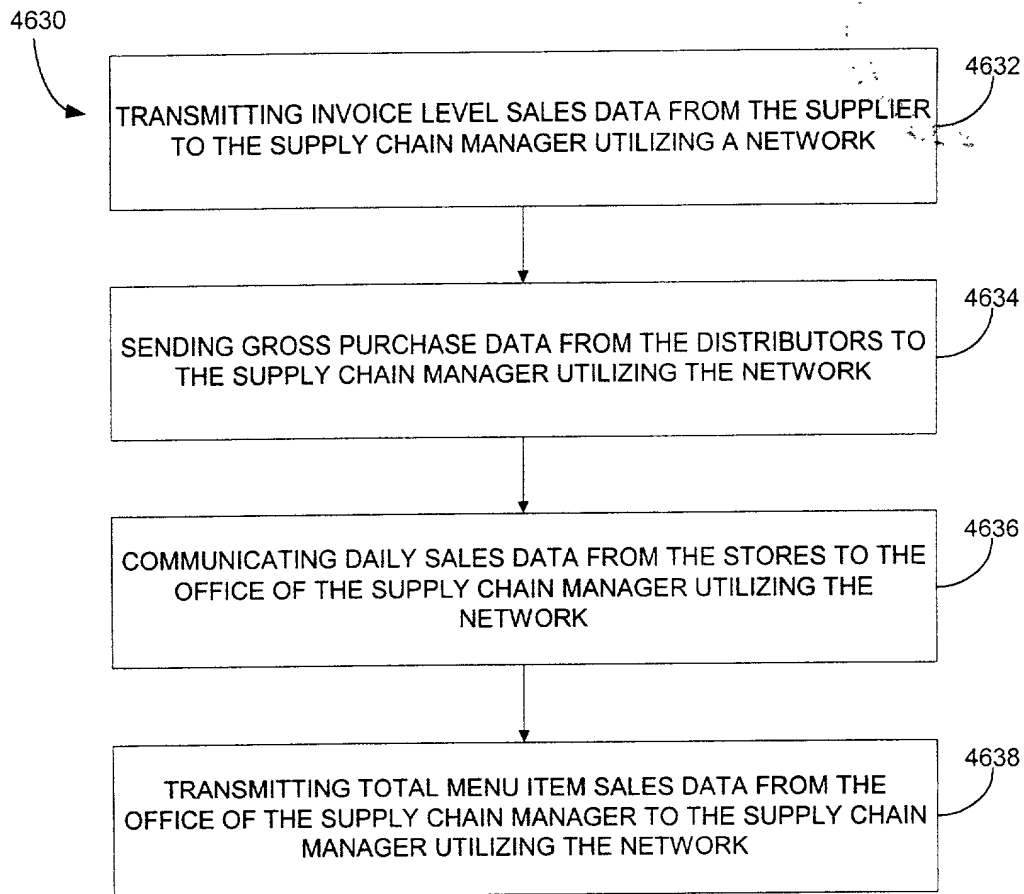 4630
4632
TRANSMITTING INVOICE LEVEL SALES DATA FROM THE SUPPLIER
TO THE SUPPLY CHAIN MANAGER UTILIZING A NETWORK
4634
SENDING GROSS PURCHASE DATA FROM THE DISTRIBUTORS TO
THE SUPPLY CHAIN MANAGER UTILIZING THE NETWORK
4636
COMMUNICATING DAILY SALES DATA FROM THE STORES TO THE
OFFICE OF THE SUPPLY CHAIN MANAGER UTILIZING THE
NETWORK
4638
TRANSMITTING TOTAL MENU ITEM SALES DATA FROM THE
OFFICE OF THE SUPPLY CHAIN MANAGER TO THE SUPPLY CHAIN
MANAGER UTILIZING THE NETWORK